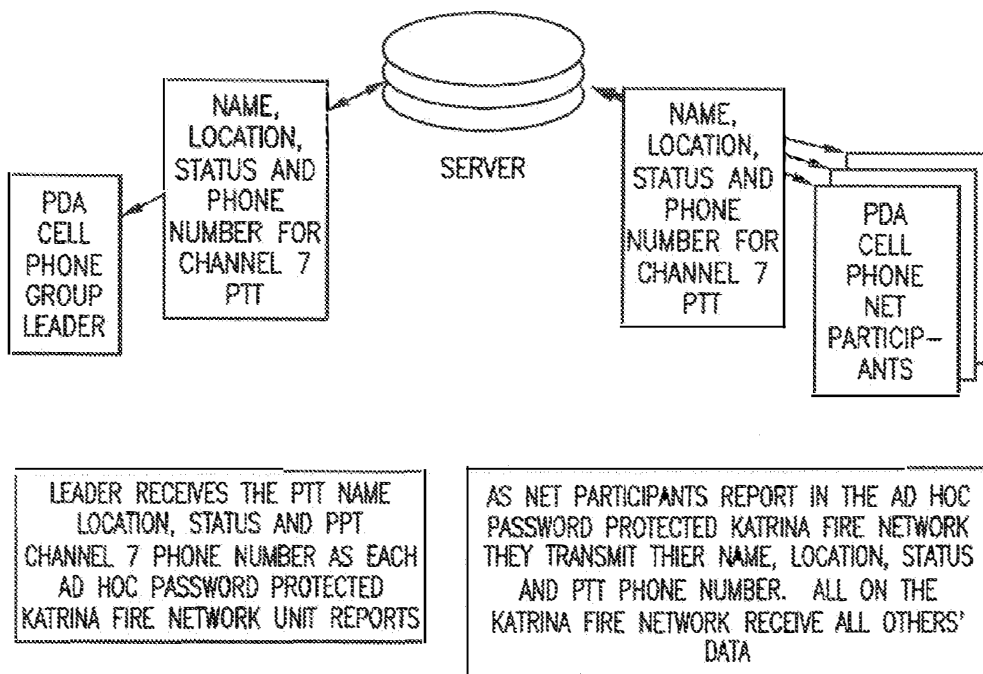 NAME,
LOCATION,
STATUS AND
PHONE
NUMBER FOR
CHANNEL 7
PTT
SERVER
NAME,
LOCATION,
STATUS AND
PHONE
NUMBER FOR
CHANNEL 7
PTT
PDA
CELL
PHONE
GROUP
LEADER
PDA
CELL
PHONE
NET
PARTICIP-
ANTS
LEADER RECEIVES THE PTT NAME
LOCATION, STATUS AND PPT
CHANNEL 7 PHONE NUMBER AS EACH
AD HOC PASSWORD PROTECTED
KATRINA FIRE NETWORK UNIT REPORTS
AS NET PARTICIPANTS REPORT IN THE AD HOC
PASSWORD PROTECTED KATRINA FIRE NETWORK
THEY TRANSMIT THIER NAME, LOCATION, STATUS
AND PTT PHONE NUMBER. ALL ON THE
KATRINA FIRE NETWORK RECEIVE ALL OTHERS'
DATA